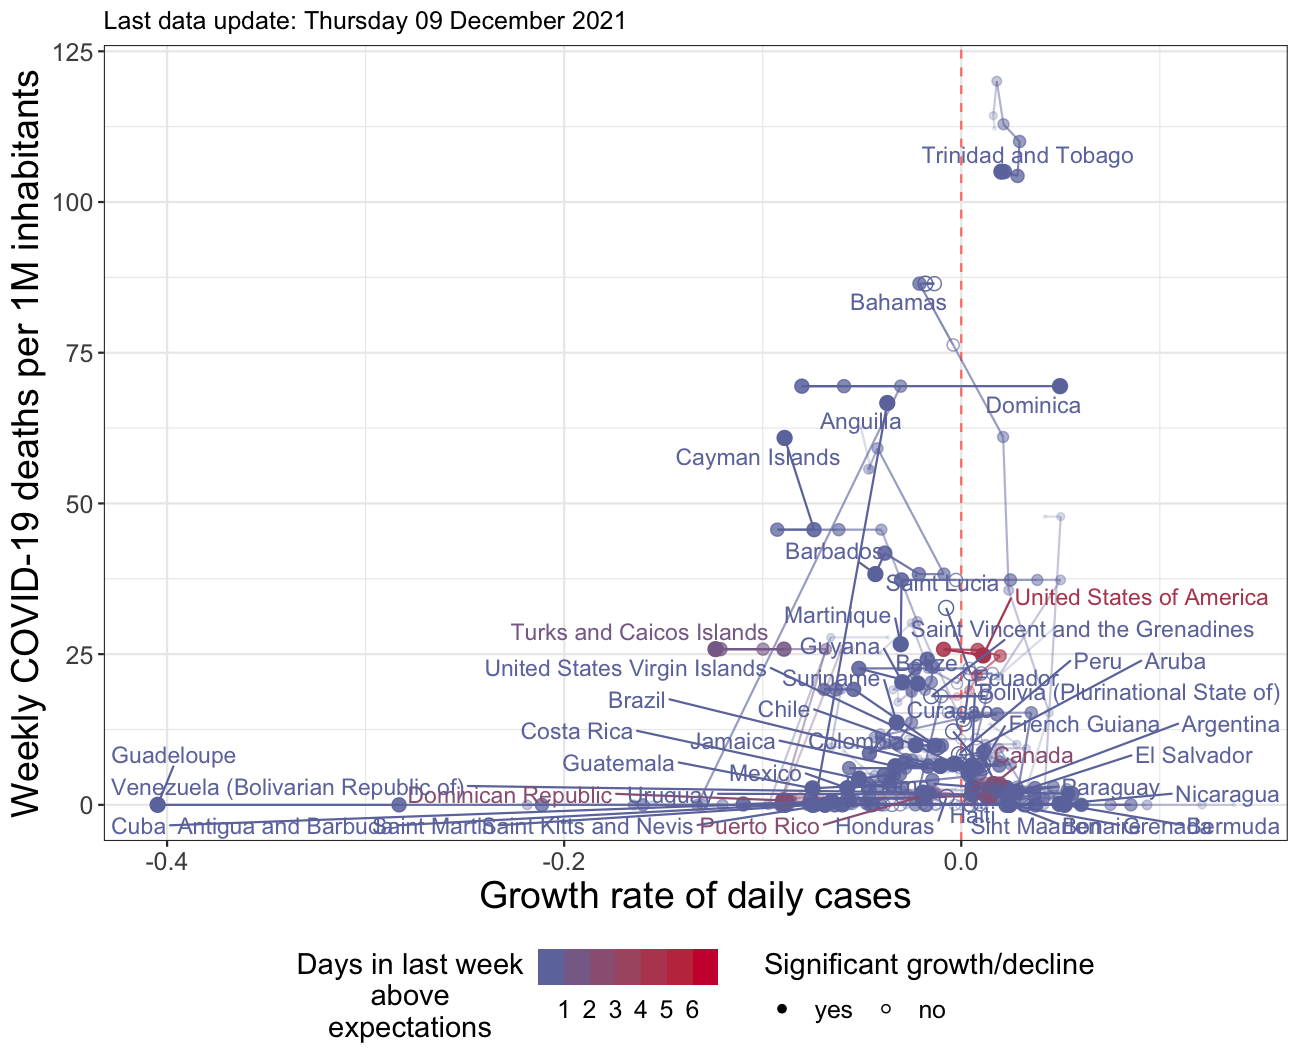 Last data update: Thursday 09 December 2021
Weekly COVID-19 deaths per 1M inhabitants
125
100
75
50
25
0
Trinidad and Tobago
Bahamas
Dominica
Anguilla
Cayman Islands
Barbados
Saint Lucia
United States of America
Martinique
Turks and Caicos Islands
Saint Vincent and the Grenadines
Guyana
Belize
Peru
Aruba
United States Virgin Islands
Suriname
Ecuador
Bolivia (Plurinational State of)
Brazil
Chile
Curaçao
French Guiana
Argentina
Costa Rica
Jamaica
Colombia
Canada
El Salvador
Guadeloupe
Guatemala
Mexico
Venezuela (Bolivarian Republic of)
Dominican Republic
Uruguay
Paraguay
Nicaragua
Haiti
Cuba
Antigua and Barbuda
Saint Martin
Saint Kitts and Nevis
Puerto Rico
Honduras
Sint Maarten
Bonaire
Grenada
Bermuda
-0.4
-0.2
0.0
Growth rate of daily cases
Days in last week
above
expectations
1 2 3 4 5 6
Significant growth/decline
yes
no